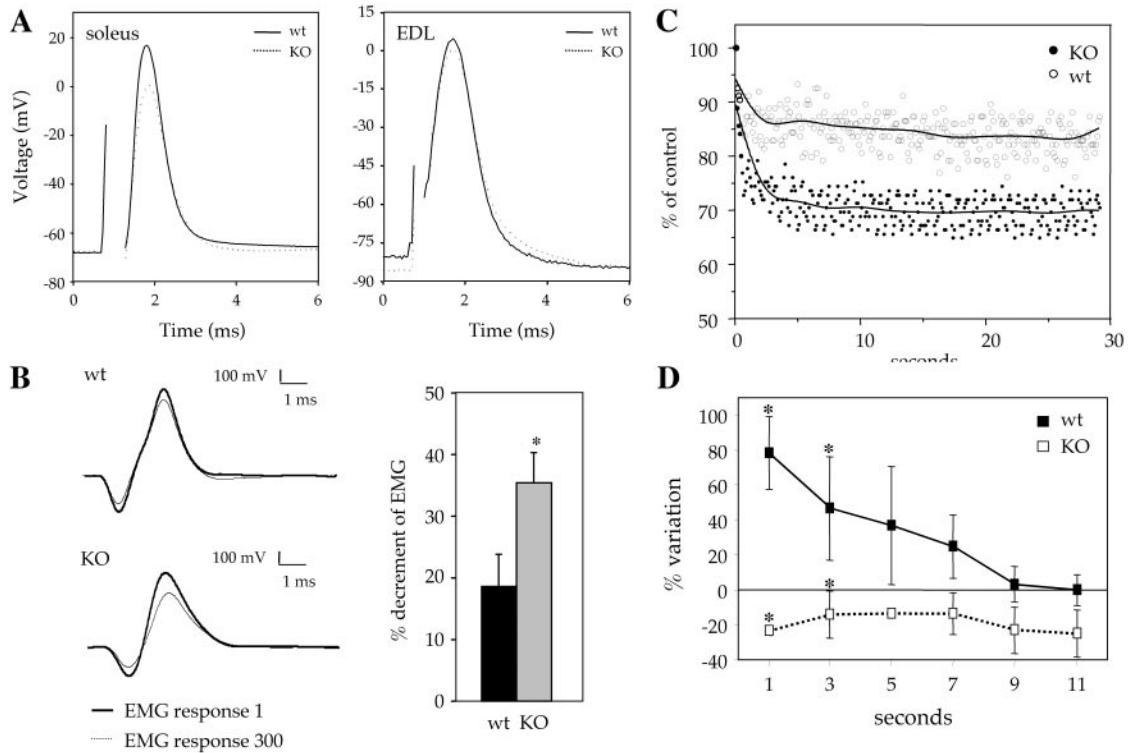 A
soleus
wt
KO
Voltage (mV)
20
0
-20
-40
-60
-80
0
2
4
6
Time (ms)
EDL
wt
KO
15
0
-15
-30
-45
-60
-75
-90
0
2
4
6
Time (ms)
B
wt
100 mV
1 ms
KO
100 mV
1 ms
EMG response 1
EMG response 300
% decrement of EMG
50
40
30
20
10
0
*
wt KO
C
KO
wt
% of control
100
90
80
70
60
50
0
10
20
30
seconds
D
wt
KO
% variation
100
80
60
40
20
0
-20
-40
*
*
*
*
1
3
5
7
9
11
seconds